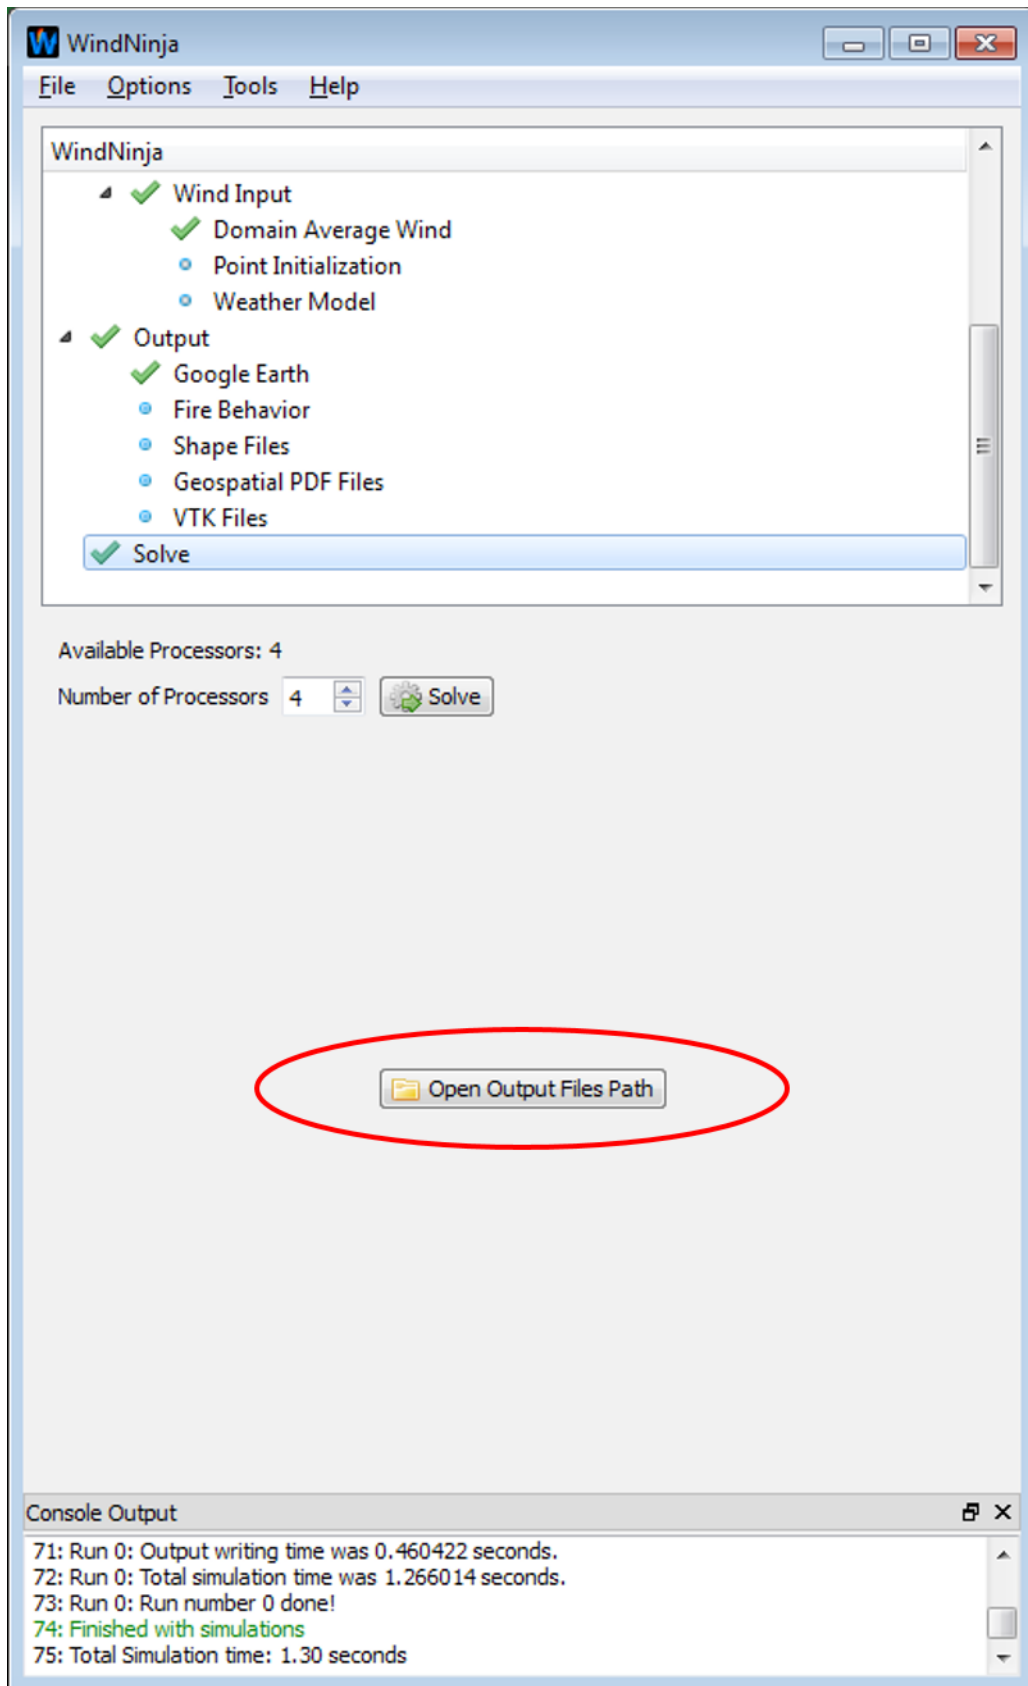 WindNinja
File Options Tools Help
WindNinja
Wind Input
Domain Average Wind
Point Initialization
Weather Model
Output
Google Earth
Fire Behavior
Shape Files
Geospatial PDF Files
VTK Files
Solve
Available Processors: 4
Number of Processors 4 Solve
Open Output Files Path
Console Output
71: Run 0: Output writing time was 0.460422 seconds.
72: Run 0: Total simulation time was 1.266014 seconds.
73: Run 0: Run number 0 done!
74: Finished with simulations
75: Total Simulation time: 1.30 seconds